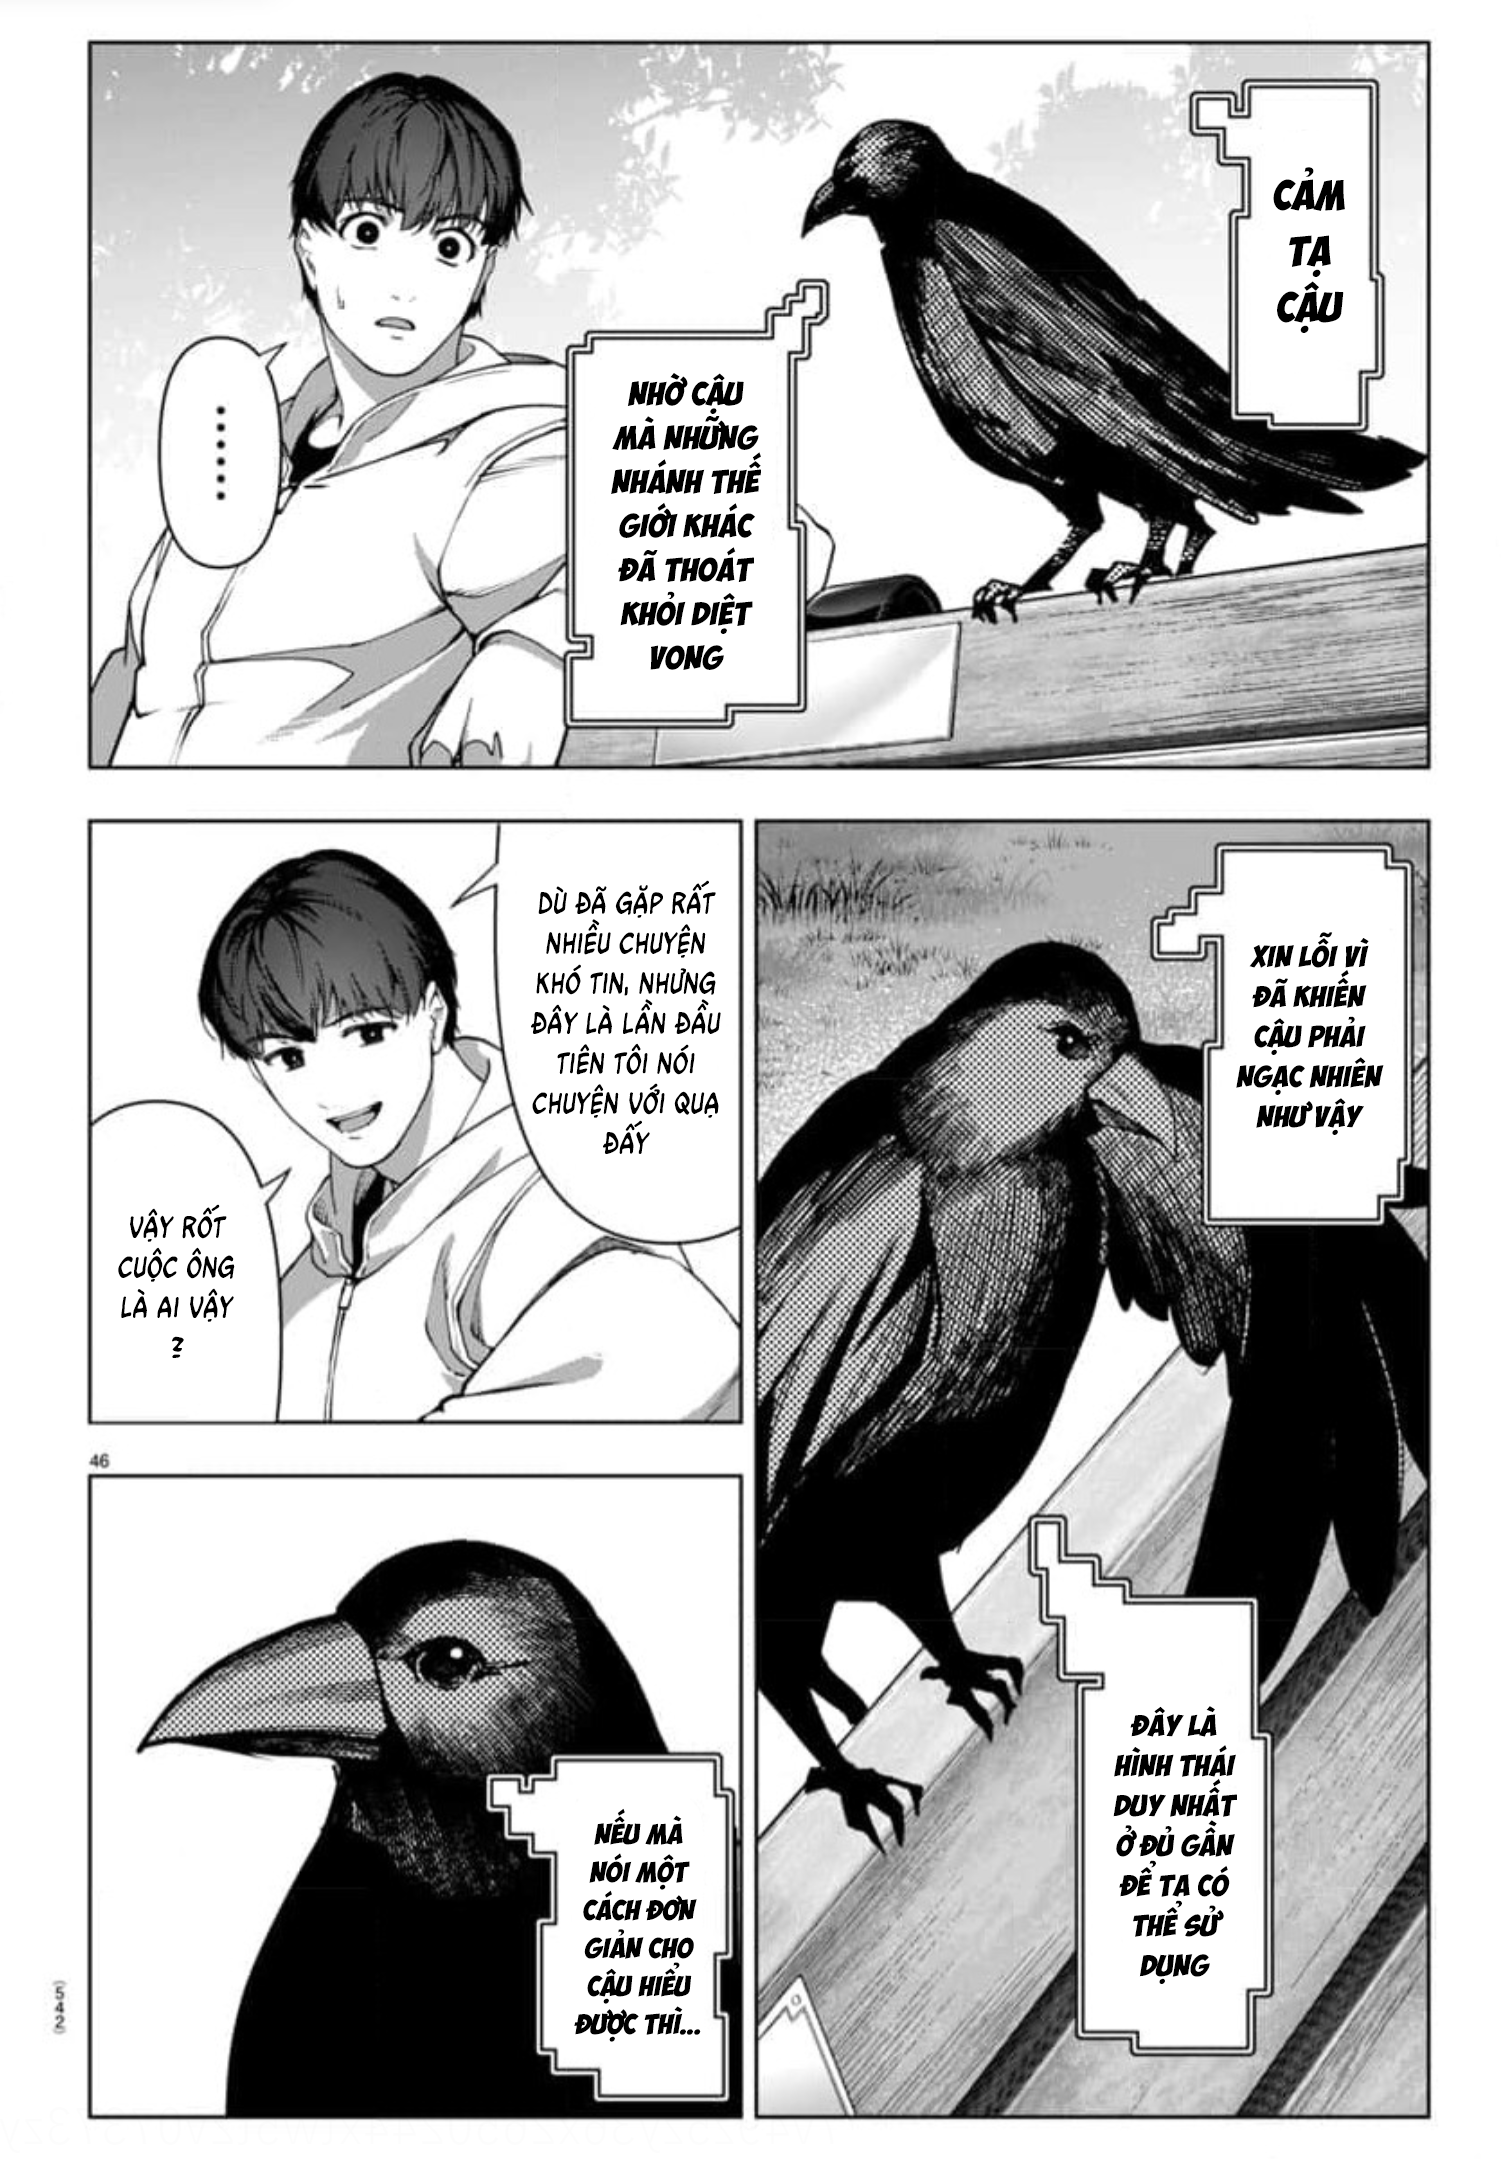 CẢM
TẠ
CẬU
NHỜ CẬU
MÀ NHỮNG
NHÁNH THẾ
GIỚI KHÁC
ĐÃ THOÁT
KHỎI DIỆT
VONG
......
XIN LỖI VÌ
ĐÃ KHIẾN
CẬU PHẢI
NGẠC NHIÊN
NHƯ VẬY
ĐÂY LÀ
HÌNH THÁI
DUY NHẤT
Ở ĐỦ GẦN
ĐỂ TA CÓ
THỂ SỬ
DỤNG
DÙ ĐÃ GẶP RẤT
NHIỀU CHUYỆN
KHÓ TIN, NHƯNG
ĐÂY LÀ LẦN ĐẦU
TIÊN TÔI NÓI
CHUYỆN VỚI QUẠ
ĐẤY
VẬY RỐT
CUỘC ÔNG
LÀ AI VẬY
?
46
NẾU MÀ
NÓI MỘT
CÁCH ĐƠN
GIẢN CHO
CẬU HIỂU
ĐƯỢC THÌ...
(542)